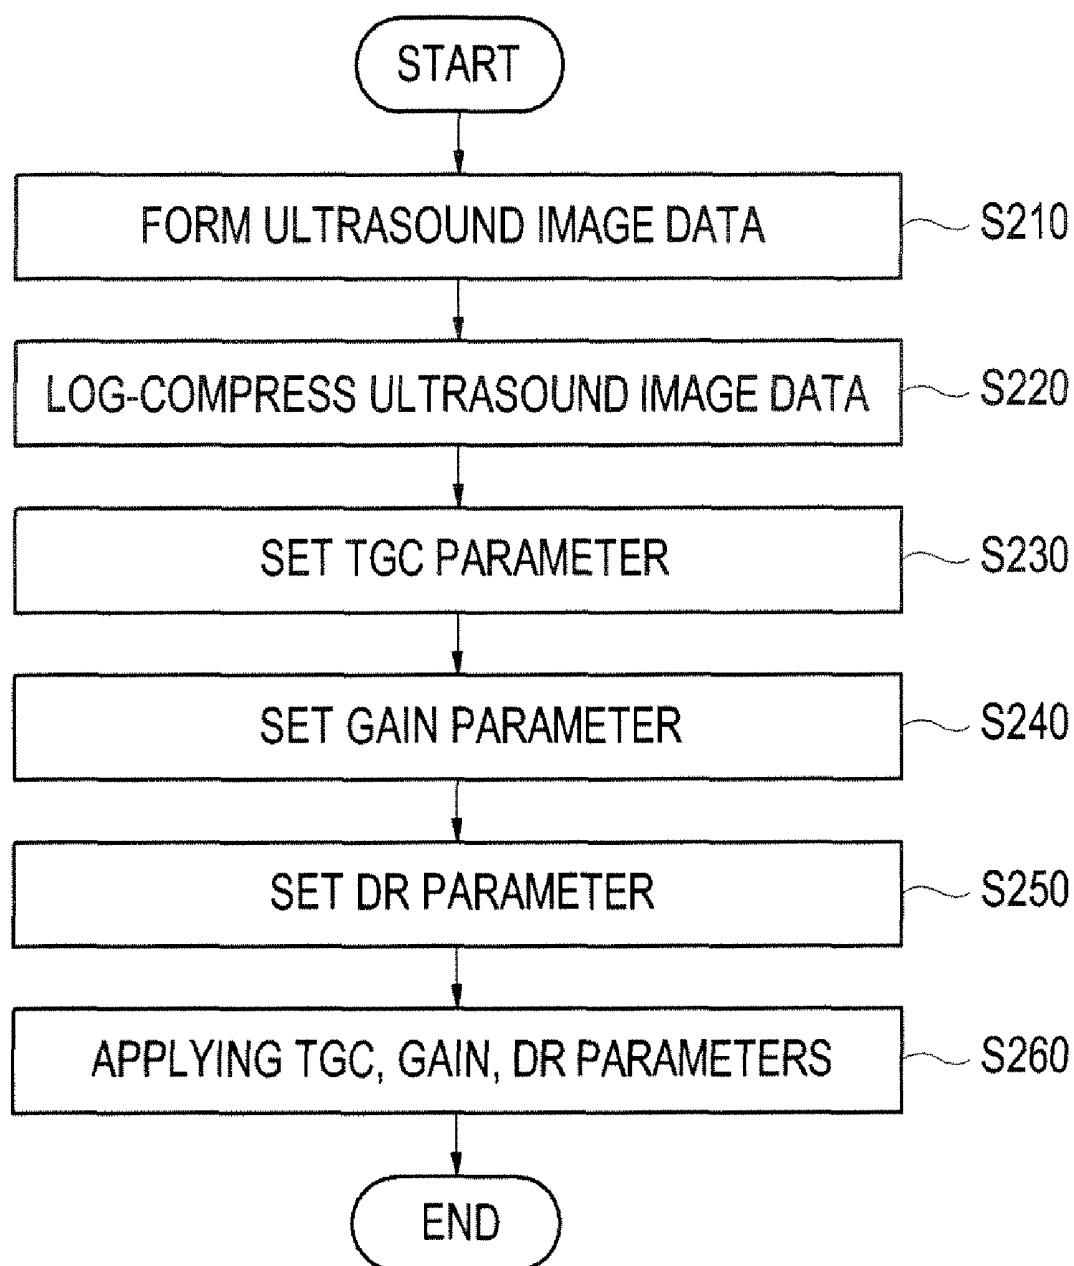 START
FORM ULTRASOUND IMAGE DATA
S210
LOG-COMPRESS ULTRASOUND IMAGE DATA
S220
SET TGC PARAMETER
S230
SET GAIN PARAMETER
S240
SET DR PARAMETER
S250
APPLYING TGC, GAIN, DR PARAMETERS
S260
END